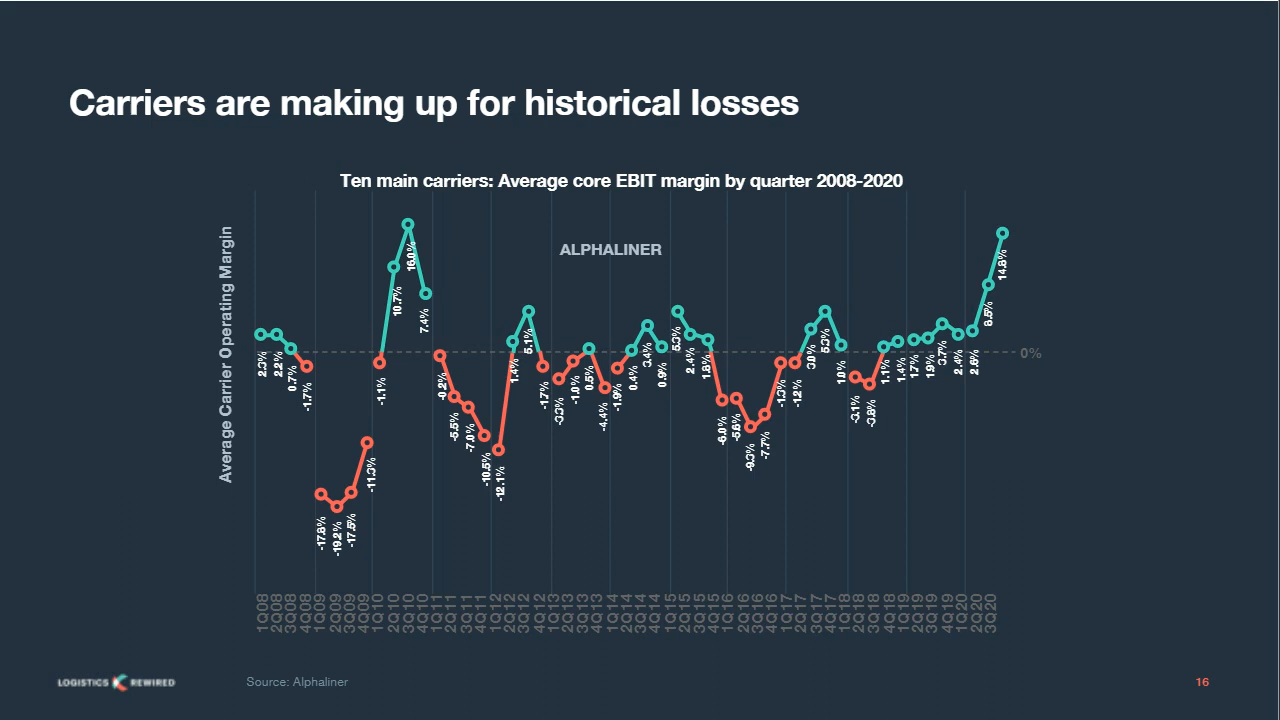 Carriers are making up for historical losses
Ten main carriers: Average core EBIT margin by quarter 2008-2020
Average Carrier Operating Margin
ALPHALINER
0%
2.3%
2.2%
0.7%
-1.7%
-17.8%
-19.2%
-17.5%
-11.3%
-1.1%
10.7%
16.0%
7.4%
-0.2%
-5.5%
-7.0%
-10.5%
-12.1%
1.4%
5.1%
-1.7%
-3.3%
-1.0%
0.5%
-4.4%
-1.9%
0.4%
3.4%
0.9%
5.3%
2.4%
1.8%
-6.0%
-5.8%
-9.3%
-7.7%
-1.3%
-1.2%
3.0%
5.3%
1.0%
-3.1%
-3.8%
1.1%
1.4%
1.7%
1.9%
3.7%
2.4%
2.6%
8.5%
14.8%
1Q08
2Q08
3Q08
4Q08
1Q09
2Q09
3Q09
4Q09
1Q10
2Q10
3Q10
4Q10
1Q11
2Q11
3Q11
4Q11
1Q12
2Q12
3Q12
4Q12
1Q13
2Q13
3Q13
4Q13
1Q14
2Q14
3Q14
4Q14
1Q15
2Q15
3Q15
4Q15
1Q16
2Q16
3Q16
4Q16
1Q17
2Q17
3Q17
4Q17
1Q18
2Q18
3Q18
4Q18
1Q19
2Q19
3Q19
4Q19
1Q20
2Q20
3Q20
LOGISTICS REWIRED
Source: Alphaliner
16